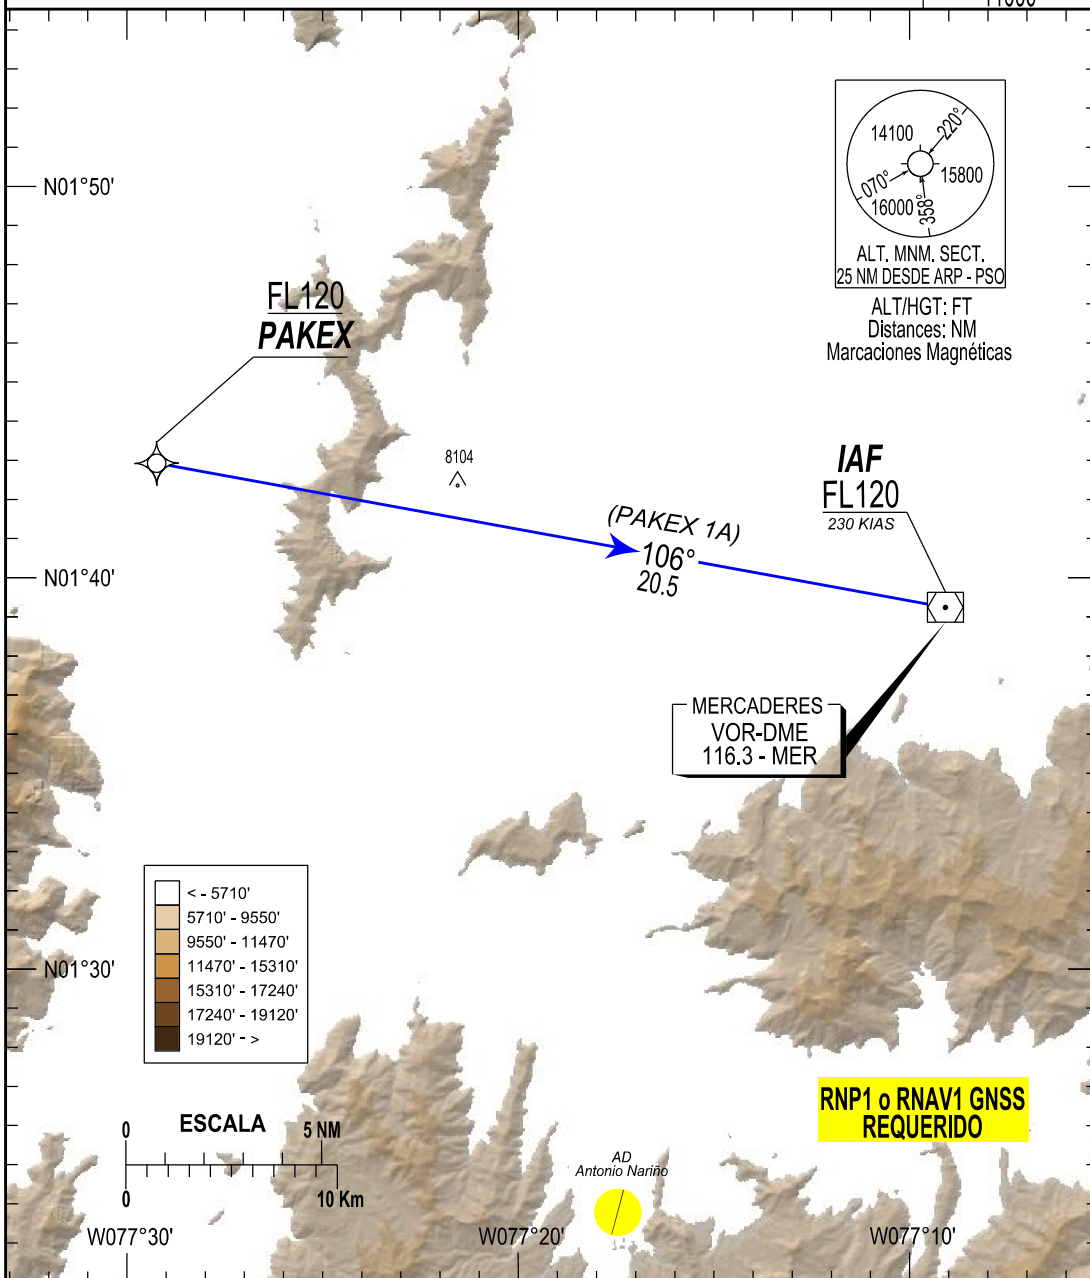 N01°50'
14100
220°
070°
15800
16000
358°
ALT. MNM. SECT.
25 NM DESDE ARP - PSO
ALT/HGT: FT
Distances: NM
Marcaciones Magnéticas
FL120
PAKEX
8104
IAF
FL120
230 KIAS
(PAKEX 1A)
106°
20.5
N01°40'
MERCADERES
VOR-DME
116.3 - MER
< - 5710'
5710' - 9550'
9550' - 11470'
11470' - 15310'
15310' - 17240'
17240' - 19120'
19120' - >
N01°30'
RNP1 o RNAV1 GNSS
REQUERIDO
ESCALA
0
5 NM
0
10 Km
AD
Antonio Nariño
W077°30'
W077°20'
W077°10'